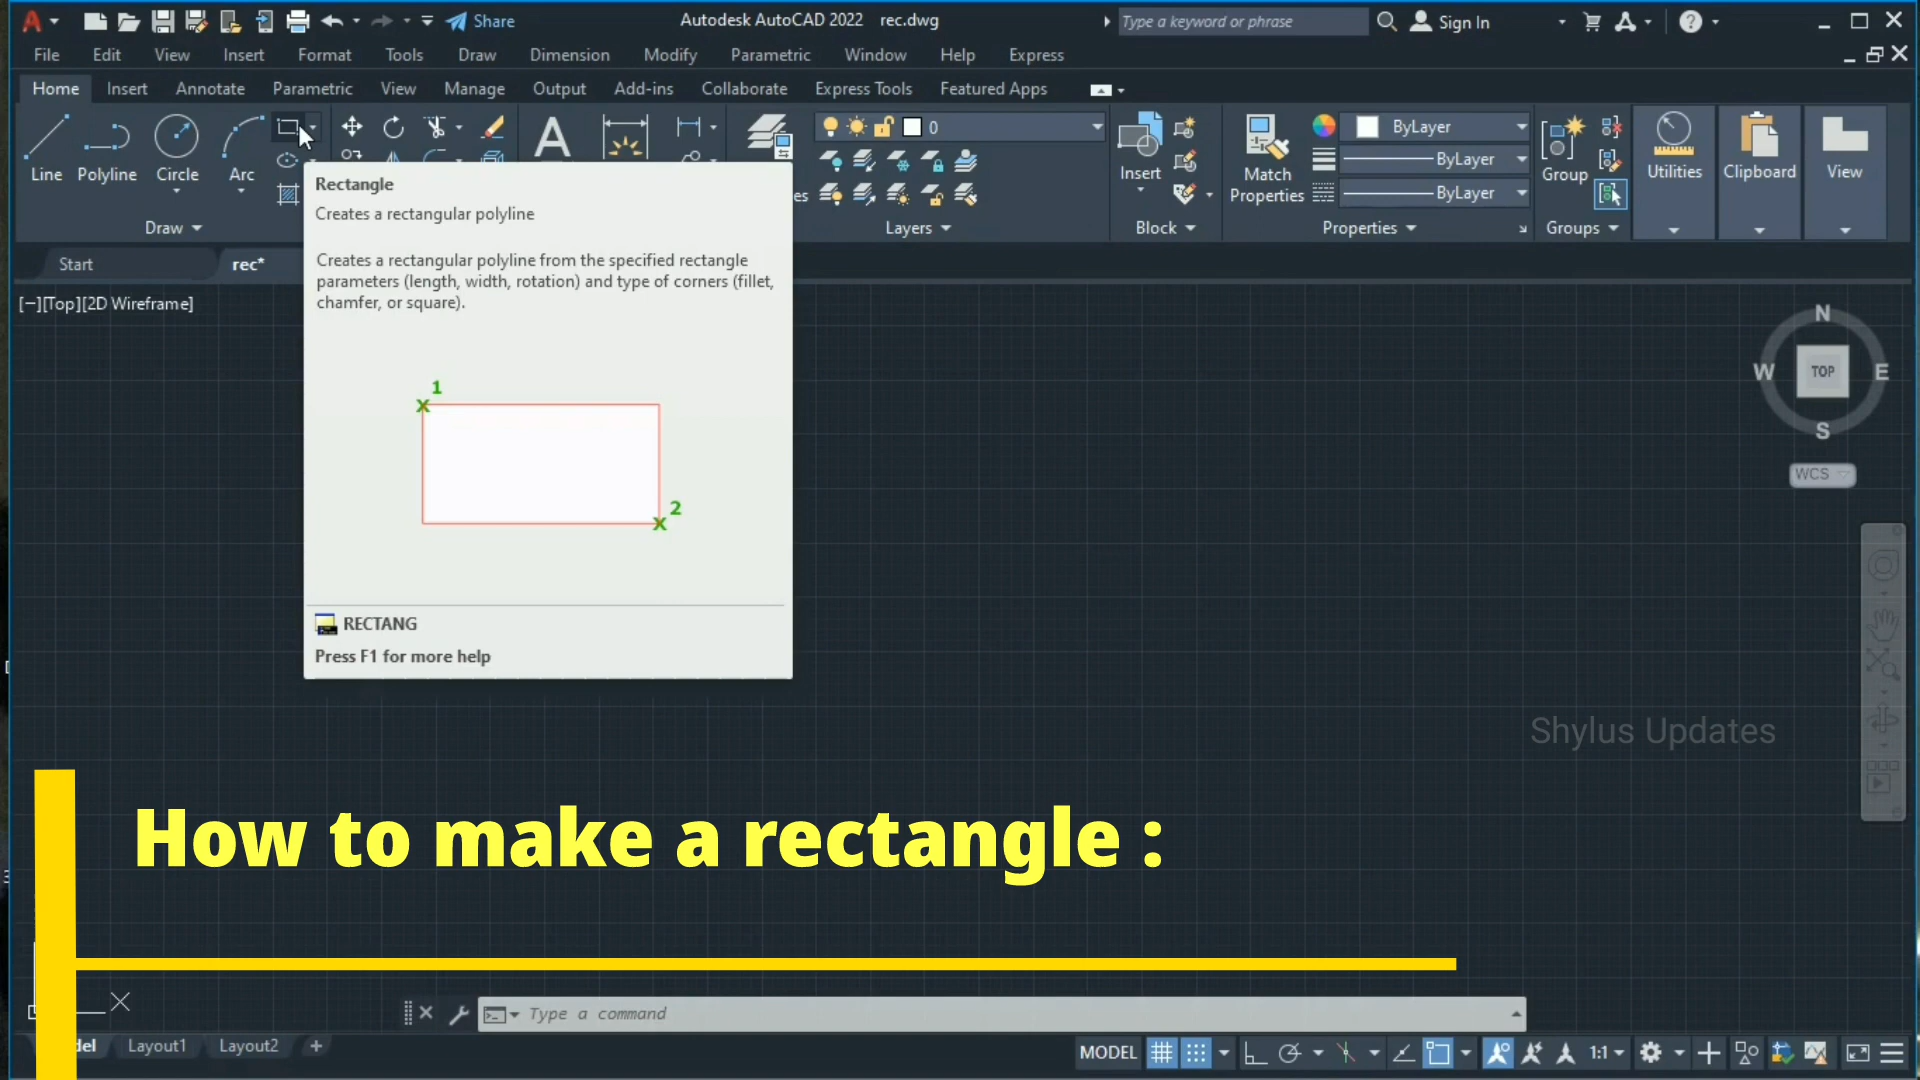 Share
Autodesk AutoCAD 2022 rec.dwg
Type a keyword or phrase
Sign In
File Edit View Insert Format Tools Draw Dimension Modify Parametric Window Help Express
Home Insert Annotate Parametric View Manage Output Add-ins Collaborate Express Tools Featured Apps
Line Polyline Circle Arc
0
Insert
Match
Properties
ByLayer
ByLayer
ByLayer
Group
Utilities
Clipboard
View
Draw
Layers
Block
Properties
Groups
Start
rec*
[−][Top][2D Wireframe]
Rectangle
Creates a rectangular polyline
Creates a rectangular polyline from the specified rectangle
parameters (length, width, rotation) and type of corners (fillet,
chamfer, or square).
1
2
RECTANG
Press F1 for more help
N
W TOP E
S
WCS
Shylus Updates
How to make a rectangle :
Type a command
Layout1 Layout2 +
MODEL
1:1